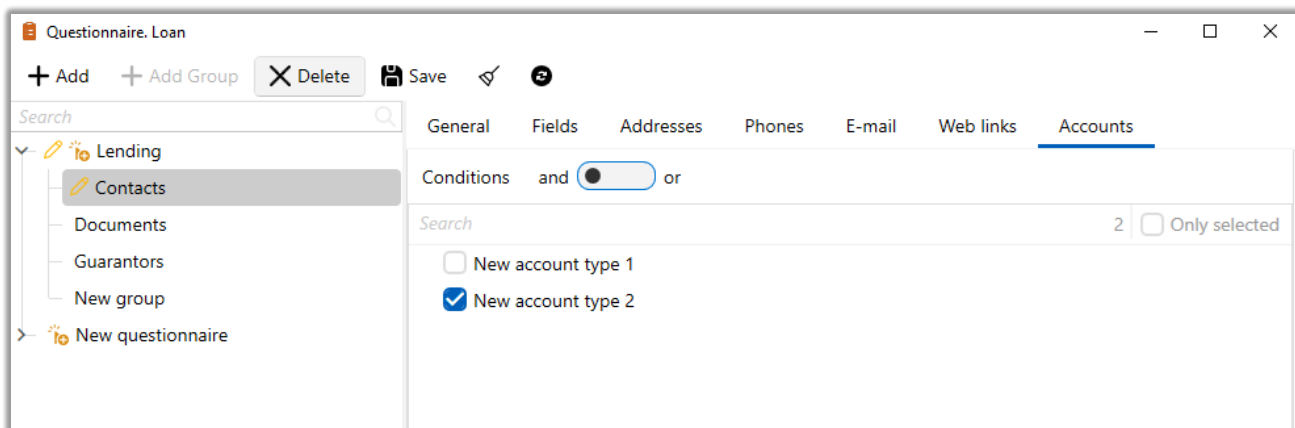 Questionnaire. Loan
Add Add Group Delete Save
Search
General Fields Addresses Phones E-mail Web links Accounts
Lending
Contacts
Documents
Guarantors
New group
New questionnaire
Conditions and or
Search 2 Only selected
New account type 1
New account type 2